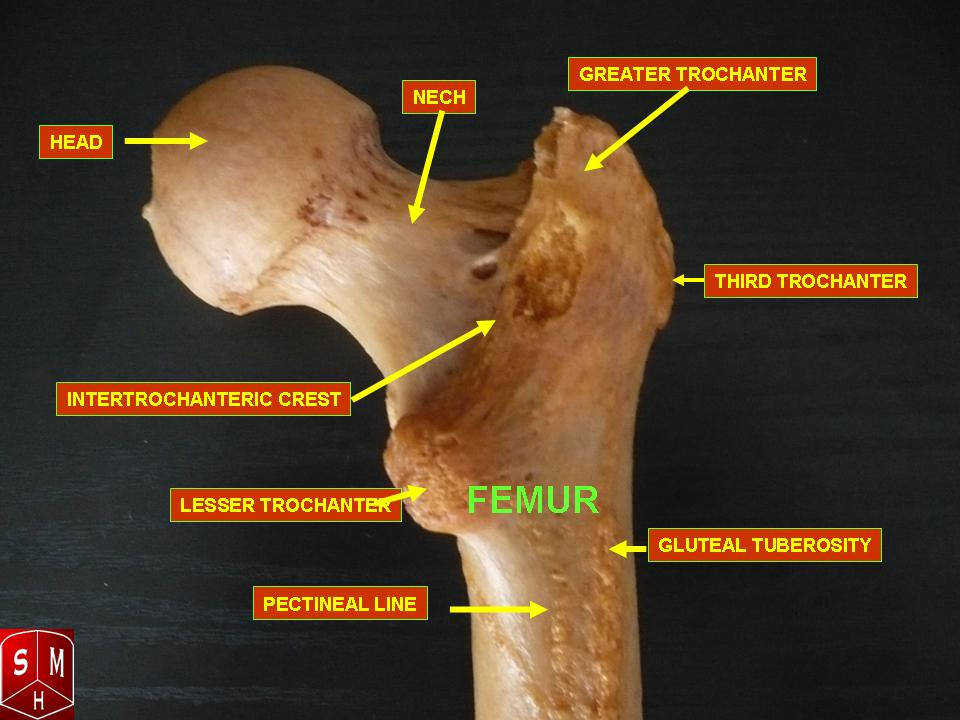 GREATER TROCHANTER
NECH
HEAD
THIRD TROCHANTER
INTERTROCHANTERIC CREST
LESSER TROCHANTER
FEMUR
GLUTEAL TUBEROSITY
PECTINEAL LINE
S M
H